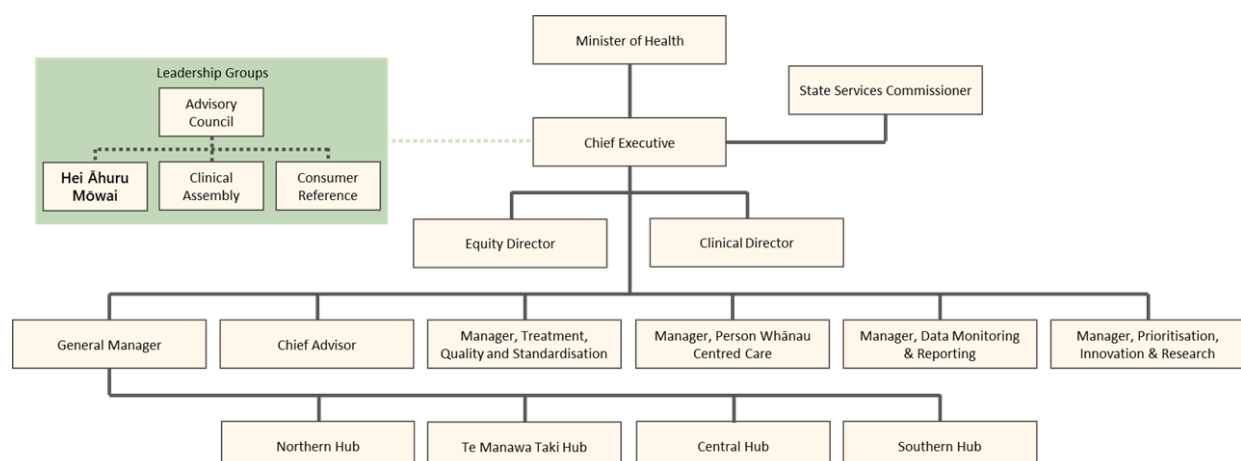 Minister of Health
Leadership Groups
State Services Commissioner
Advisory
Council
Chief Executive
Hei Āhuru
Mōwai
Clinical
Assembly
Consumer
Reference
Equity Director
Clinical Director
General Manager
Chief Advisor
Manager, Treatment,
Quality and Standardisation
Manager, Person Whānau
Centred Care
Manager, Data Monitoring
& Reporting
Manager, Prioritisation,
Innovation & Research
Northern Hub
Te Manawa Taki Hub
Central Hub
Southern Hub